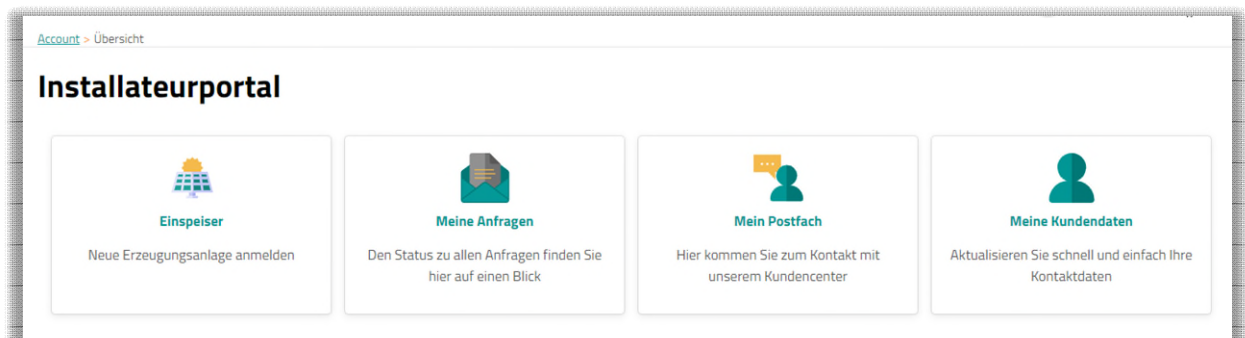 Account > Übersicht
Installateurportal
Einspeiser
Neue Erzeugungsanlage anmelden
Meine Anfragen
Den Status zu allen Anfragen finden Sie
hier auf einen Blick
Mein Postfach
Hier kommen Sie zum Kontakt mit
unserem Kundencenter
Meine Kundendaten
Aktualisieren Sie schnell und einfach Ihre
Kontaktdaten